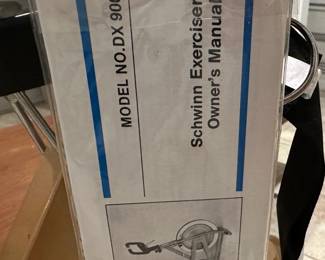 MODEL NO. DX 900
Schwinn Exerciser
Owner's Manual